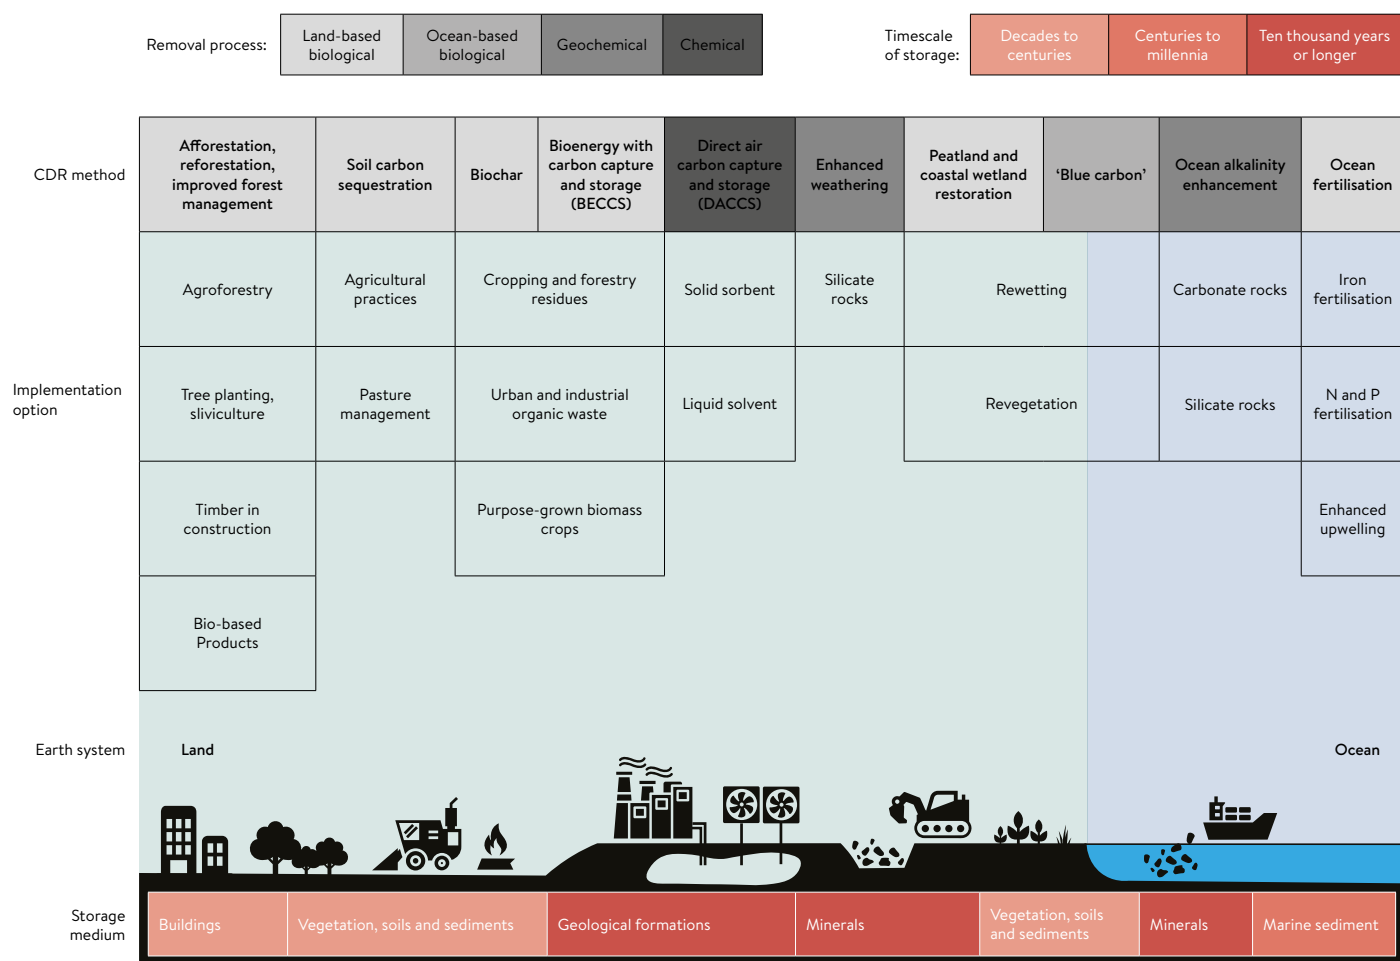 Removal process:
Land-based
biological
Ocean-based
biological
Geochemical
Chemical
Timescale
of storage:
Decades to
centuries
Centuries to
millennia
Ten thousand years
or longer
CDR method
Afforestation,
reforestation,
improved forest
management
Soil carbon
sequestration
Biochar
Bioenergy with
carbon capture
and storage
(BECCS)
Direct air
carbon capture
and storage
(DACCS)
Enhanced
weathering
Peatland and
coastal wetland
restoration
‘Blue carbon’
Ocean alkalinity
enhancement
Ocean
fertilisation
Implementation
option
Agroforestry
Agricultural
practices
Cropping and forestry
residues
Solid sorbent
Silicate
rocks
Rewetting
Carbonate rocks
Iron
fertilisation
Tree planting,
sliviculture
Pasture
management
Urban and industrial
organic waste
Liquid solvent
Revegetation
Silicate rocks
N and P
fertilisation
Timber in
construction
Purpose-grown biomass
crops
Enhanced
upwelling
Bio-based
Products
Earth system
Land
Ocean
Storage
medium
Buildings
Vegetation, soils and sediments
Geological formations
Minerals
Vegetation, soils
and sediments
Minerals
Marine sediment